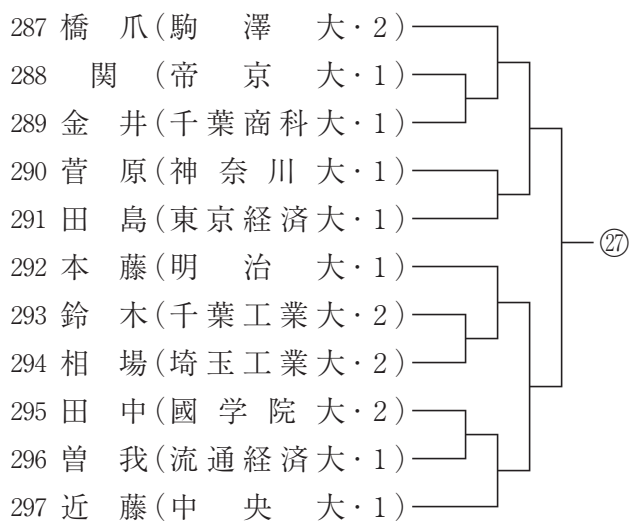 287 橋爪(駒澤大・2)
288 関(帝京大・1)
289 金井(千葉商科大・1)
290 菅原(神奈川大・1)
291 田島(東京経済大・1)
㉗
292 本藤(明治大・1)
293 鈴木(千葉工業大・2)
294 相場(埼玉工業大・2)
295 田中(國学院大・2)
296 曽我(流通経済大・1)
297 近藤(中央大・1)